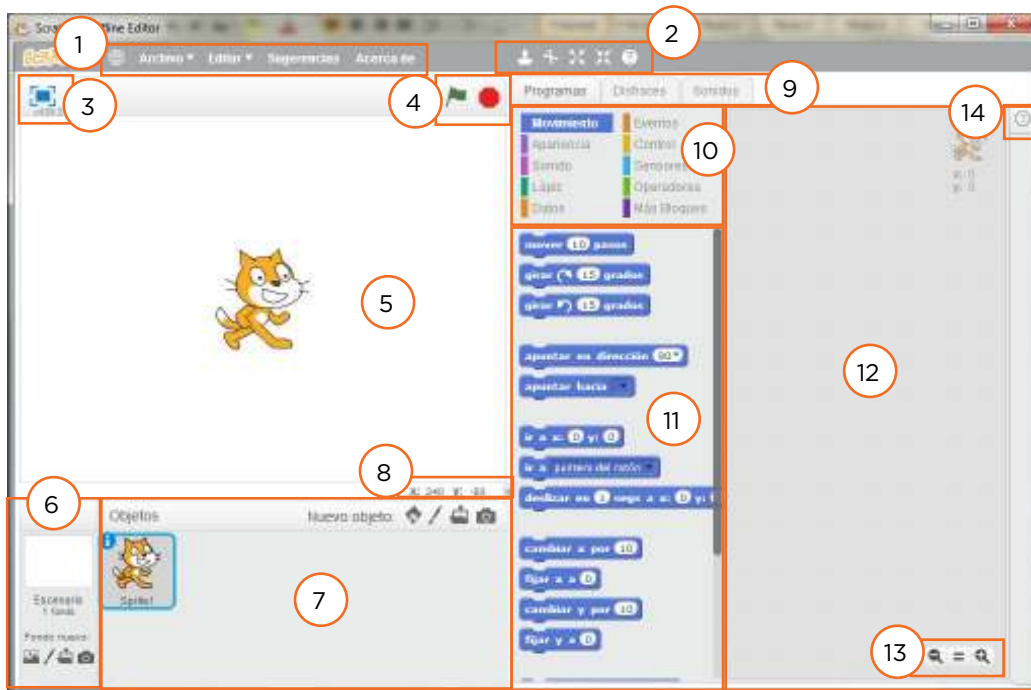 1
2
Archivo Editar Sugerencias Acerca de
3
4
Programas Disfraces Sonidos
9
14
Movimiento Eventos
Apariencia Control
10
Sonido Sensores
Lápiz Operadores
Datos Más Bloques
x: 0
y: 0
mover 10 pasos
girar 15 grados
girar 15 grados
5
apuntar en dirección 90
apuntar hacia
11
12
ir a x: 0 y: 0
ir a puntero del ratón
deslizar en 1 segs a x: 0 y:
8
X: 240 Y:
6
Objetos Nuevo objeto:
cambiar x por 10
fijar x a 0
cambiar y por 10
fijar y a 0
7
Escenario
1 fondo
Sprite1
Fondo nuevo:
13